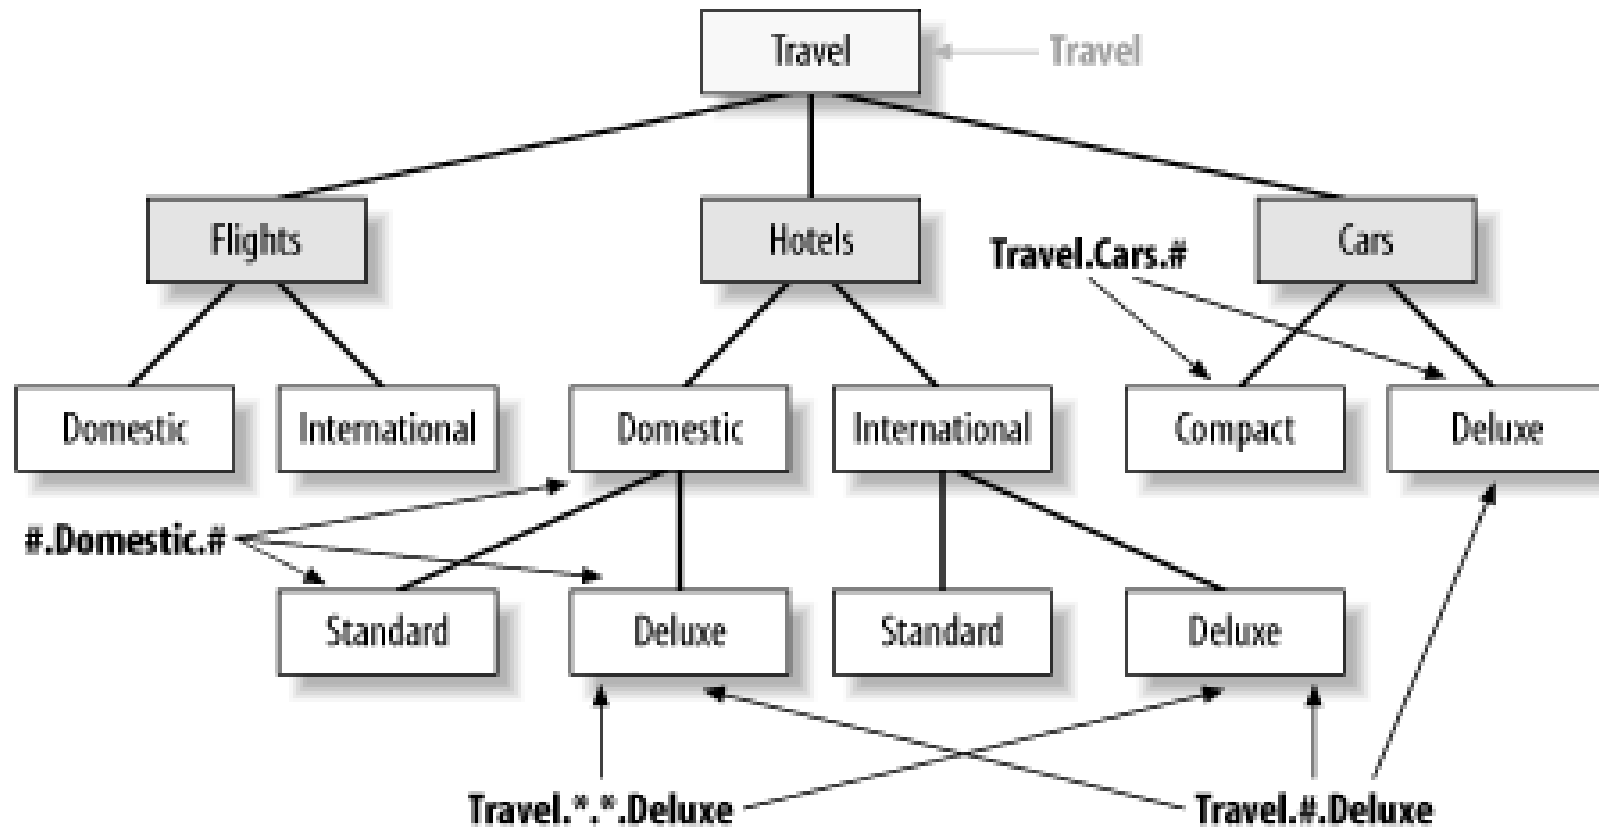 Travel
Travel
Flights
Hotels
Travel.Cars.#
Cars
Domestic
International
Domestic
International
Compact
Deluxe
#.Domestic.#
Standard
Deluxe
Standard
Deluxe
Travel.*.*.Deluxe
Travel.#.Deluxe